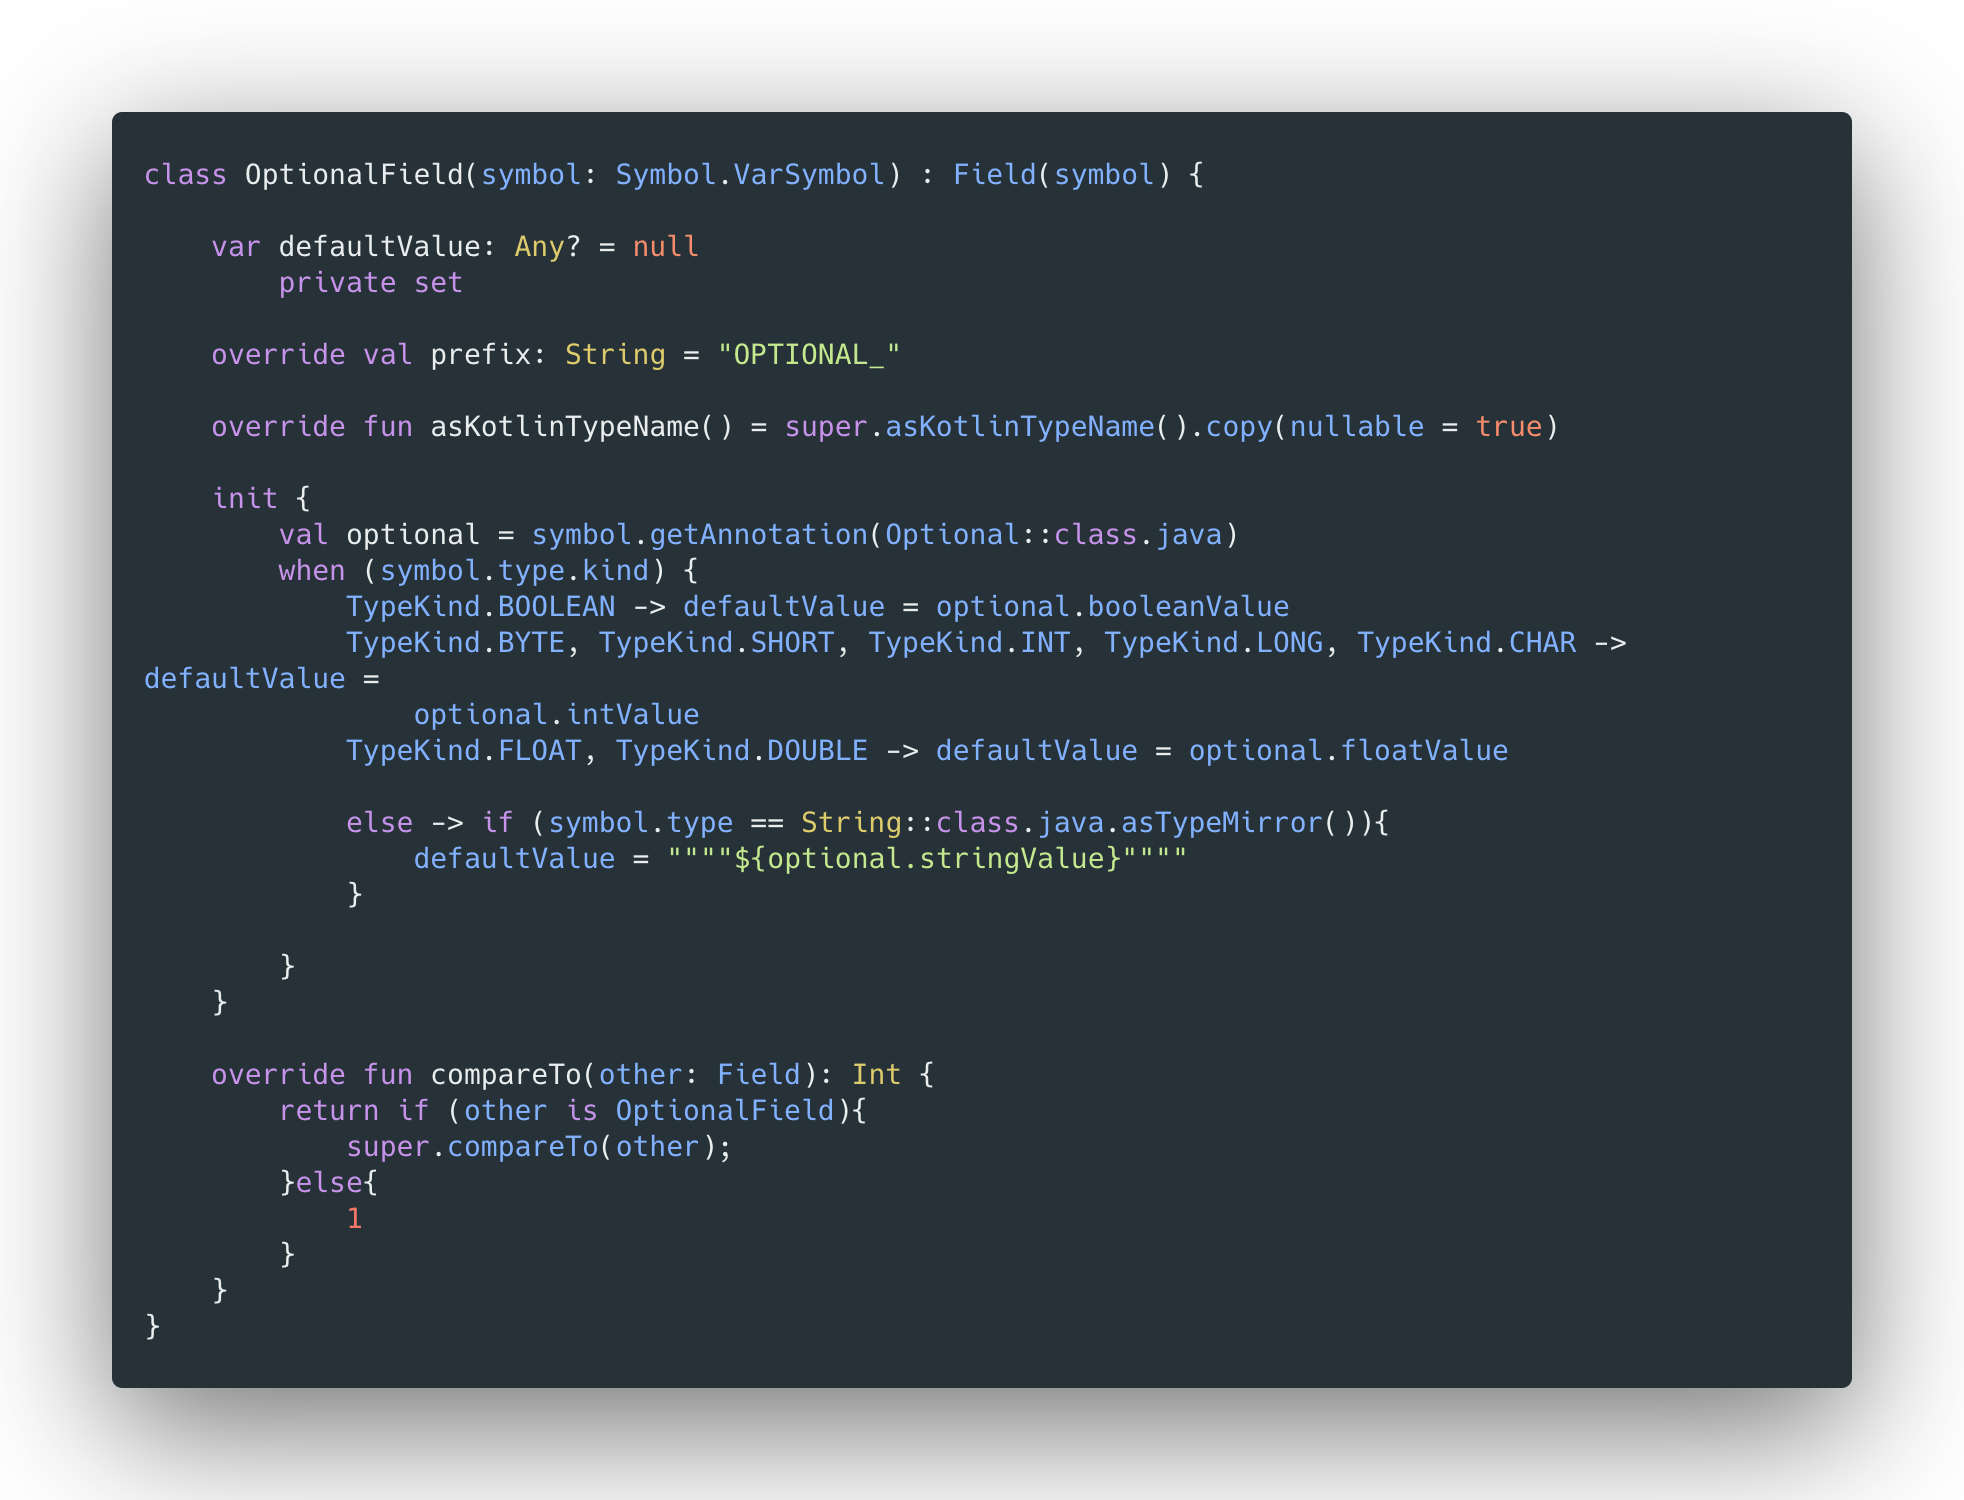 class OptionalField(symbol: Symbol.VarSymbol) : Field(symbol) {

    var defaultValue: Any? = null
        private set

    override val prefix: String = "OPTIONAL_"

    override fun asKotlinTypeName() = super.asKotlinTypeName().copy(nullable = true)

    init {
        val optional = symbol.getAnnotation(Optional::class.java)
        when (symbol.type.kind) {
            TypeKind.BOOLEAN -> defaultValue = optional.booleanValue
            TypeKind.BYTE, TypeKind.SHORT, TypeKind.INT, TypeKind.LONG, TypeKind.CHAR ->
defaultValue =
                optional.intValue
            TypeKind.FLOAT, TypeKind.DOUBLE -> defaultValue = optional.floatValue

            else -> if (symbol.type == String::class.java.asTypeMirror()){
                defaultValue = """"${optional.stringValue}""""
            }

        }
    }

    override fun compareTo(other: Field): Int {
        return if (other is OptionalField){
            super.compareTo(other);
        }else{
            1
        }
    }
}